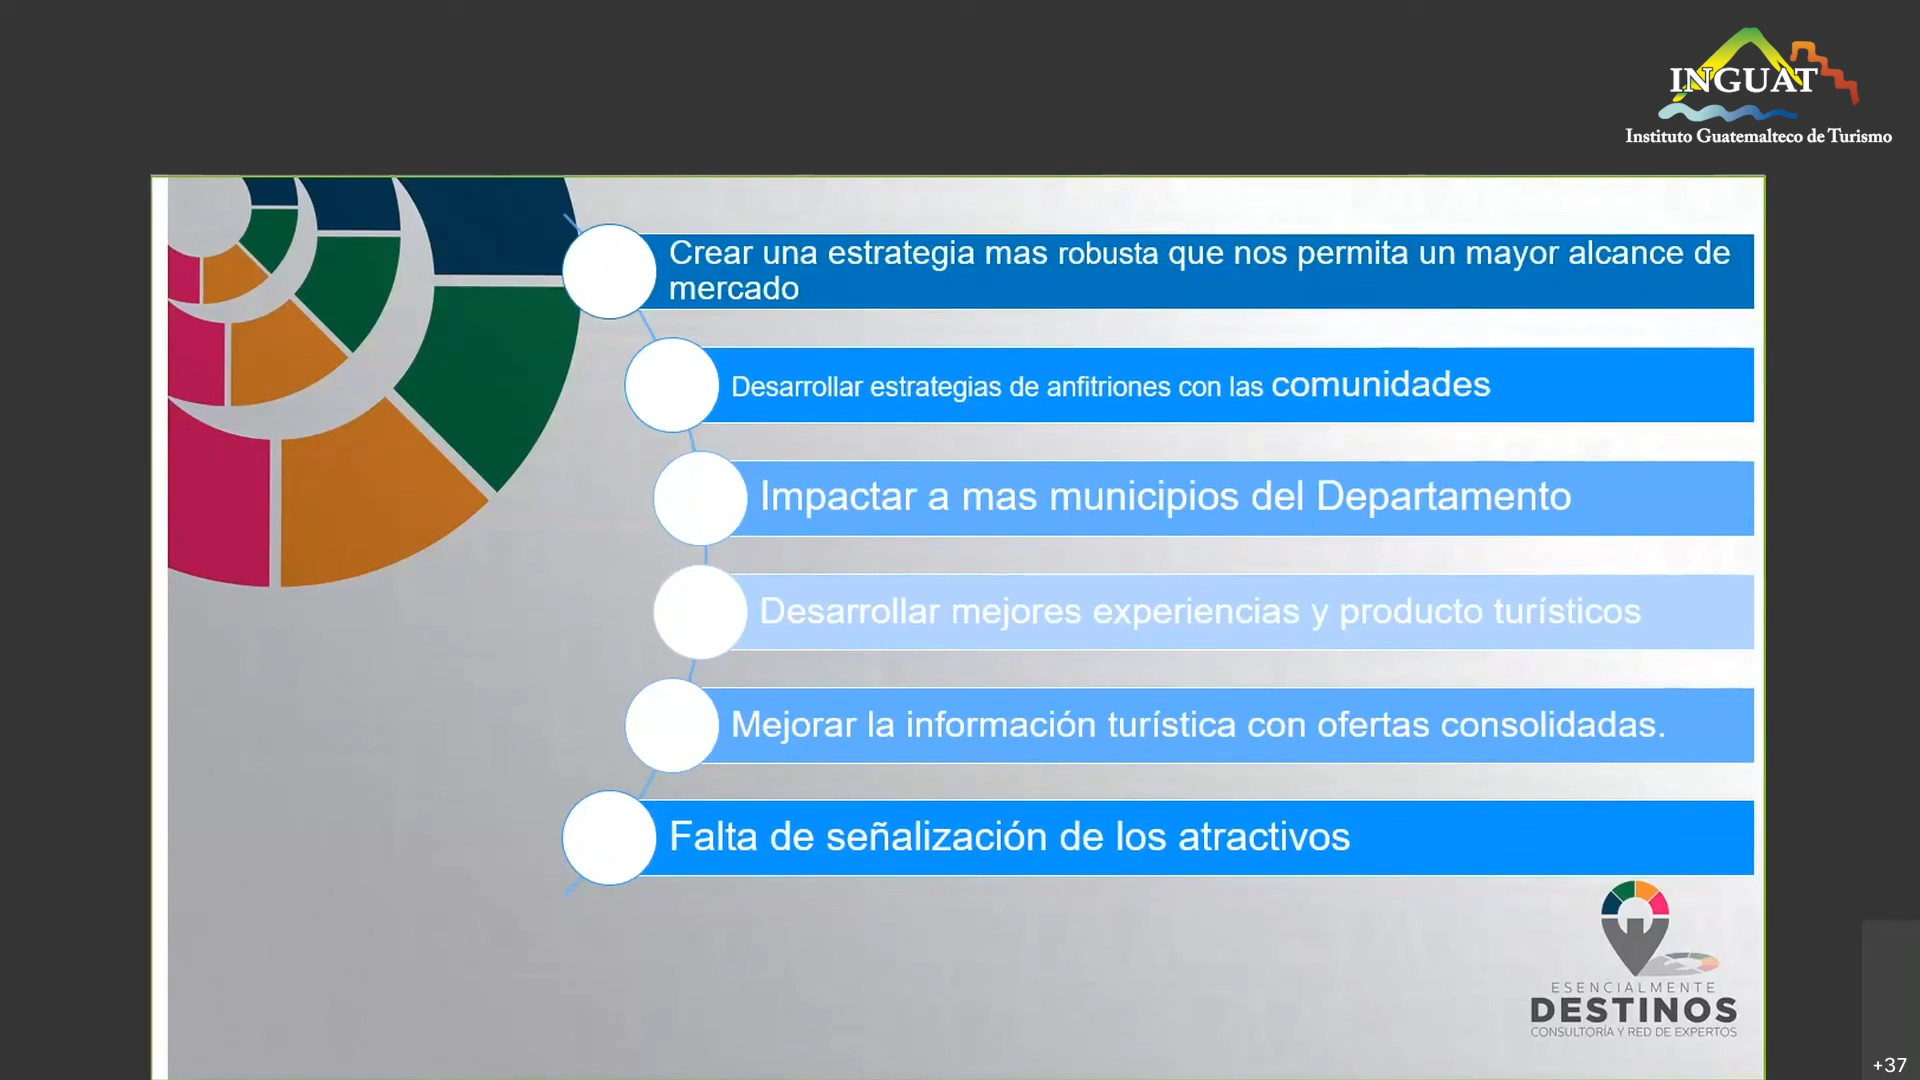 INGUAT
Instituto Guatemalteco de Turismo
Crear una estrategia mas robusta que nos permita un mayor alcance de
mercado
Desarrollar estrategias de anfitriones con las comunidades
Impactar a mas municipios del Departamento
Desarrollar mejores experiencias y producto turísticos
Mejorar la información turística con ofertas consolidadas.
Falta de señalización de los atractivos
ESENCIALMENTE
DESTINOS
CONSULTORÍA Y RED DE EXPERTOS
+37